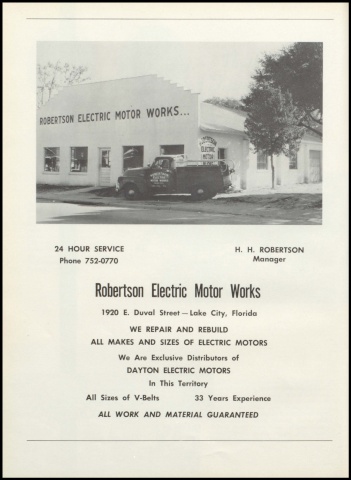 ROBERTSON ELECTRIC MOTOR WORKS...
24 HOUR SERVICE
Phone 752-0770
H. H. ROBERTSON
Manager
Robertson Electric Motor Works
1920 E. Duval Street — Lake City, Florida
WE REPAIR AND REBUILD
ALL MAKES AND SIZES OF ELECTRIC MOTORS
We Are Exclusive Distributors of
DAYTON ELECTRIC MOTORS
In This Territory
All Sizes of V-Belts 33 Years Experience
ALL WORK AND MATERIAL GUARANTEED